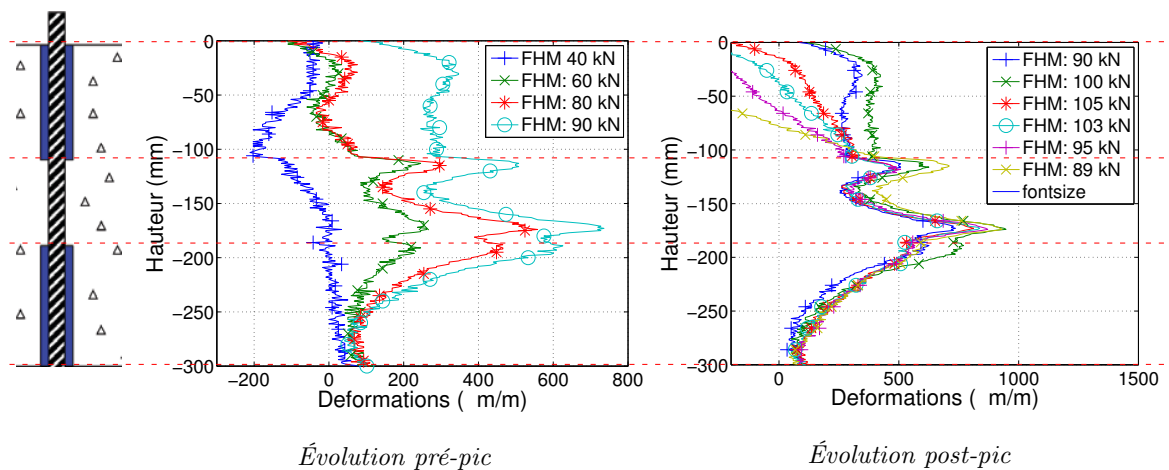 0
−50
−100
−150
−200
−250
−300
Hauteur (mm)
−200
0
200
400
600
800
Deformations ( m/m)
FHM 40 kN
FHM: 60 kN
FHM: 80 kN
FHM: 90 kN
Évolution pré-pic
0
−50
−100
−150
−200
−250
−300
Hauteur (mm)
0
500
1000
1500
Deformations ( m/m)
FHM: 90 kN
FHM: 100 kN
FHM: 105 kN
FHM: 103 kN
FHM: 95 kN
FHM: 89 kN
fontsize
Évolution post-pic